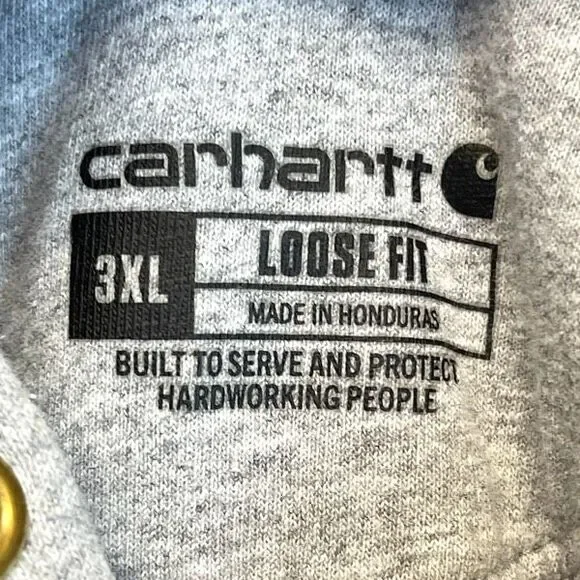 carhartt
3XL
LOOSE FIT
MADE IN HONDURAS
BUILT TO SERVE AND PROTECT
HARDWORKING PEOPLE